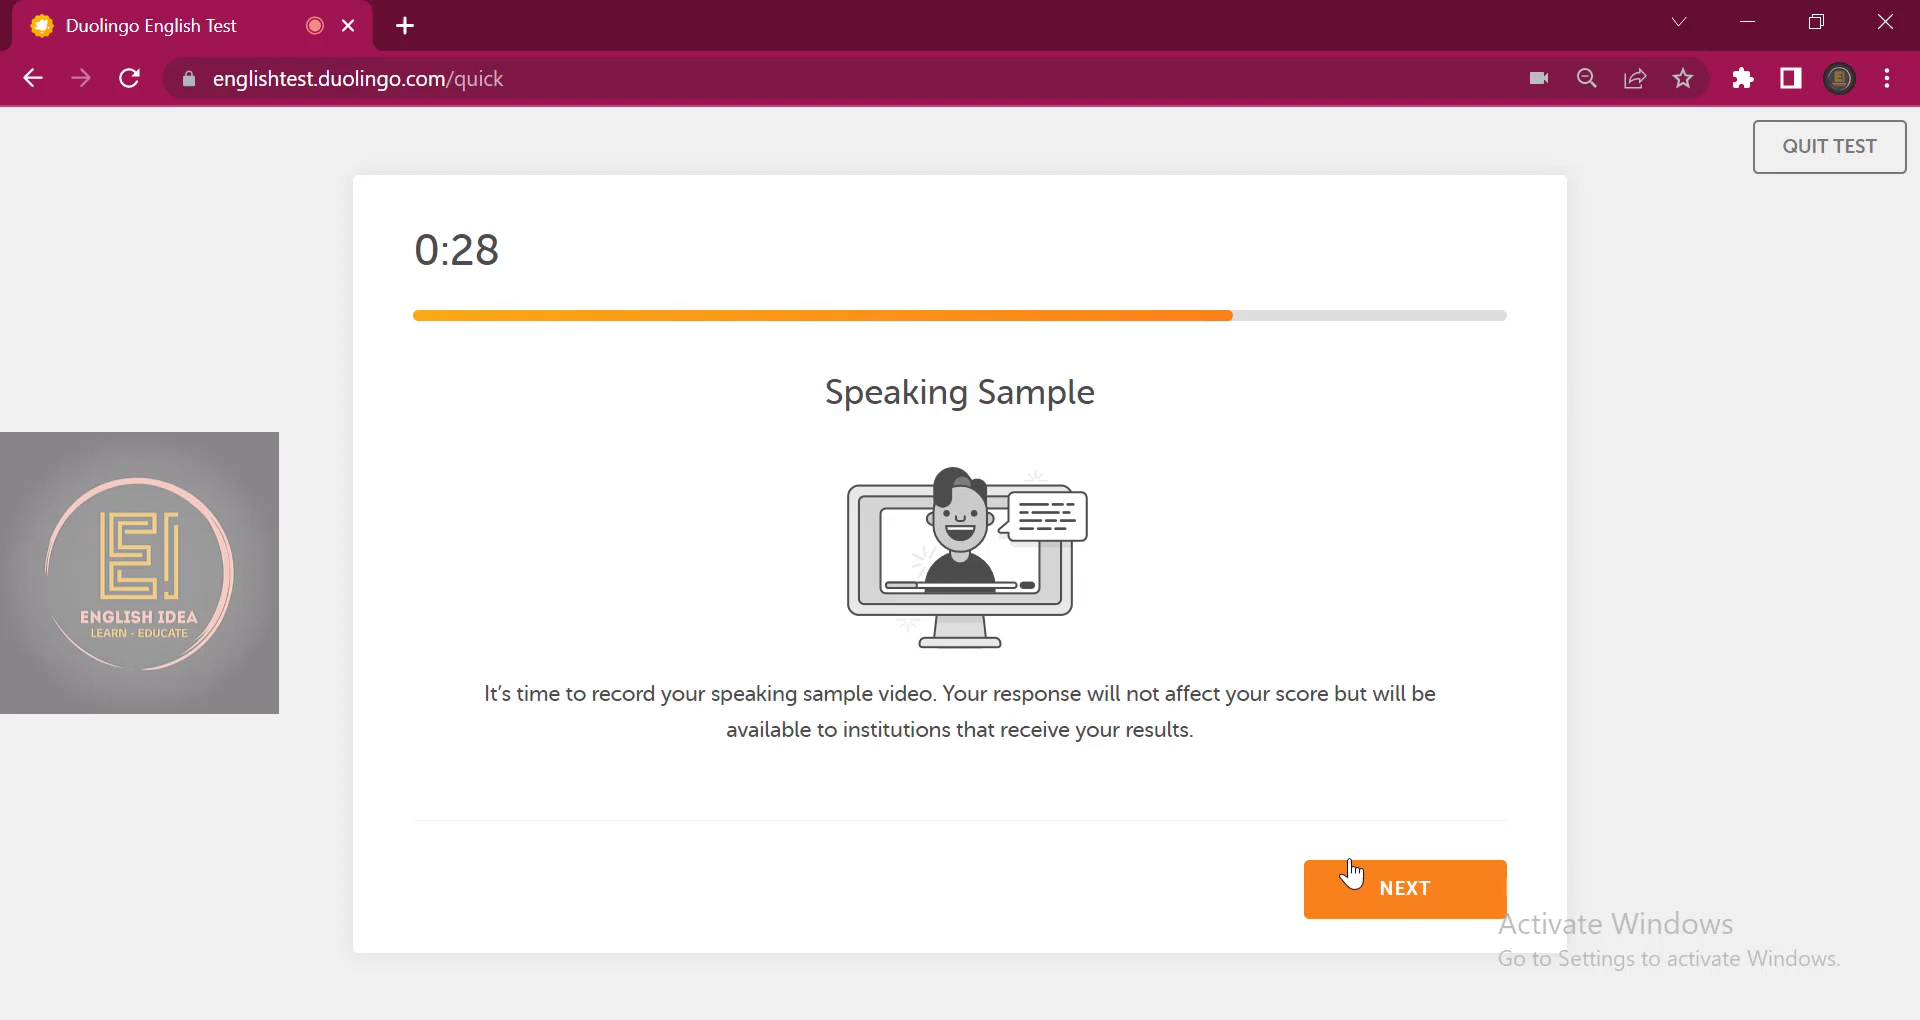 Duolingo English Test
englishtest.duolingo.com/quick
QUIT TEST
0:28
Speaking Sample
ENGLISH IDEA
LEARN - EDUCATE
It's time to record your speaking sample video. Your response will not affect your score but will be
available to institutions that receive your results.
NEXT
Activate Windows
Go to Settings to activate Windows.